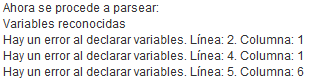 Ahora se procede a parsear:
Variables reconocidas
Hay un error al declarar variables. Línea: 2. Columna: 1
Hay un error al declarar variables. Línea: 4. Columna: 1
Hay un error al declarar variables. Línea: 5. Columna: 6